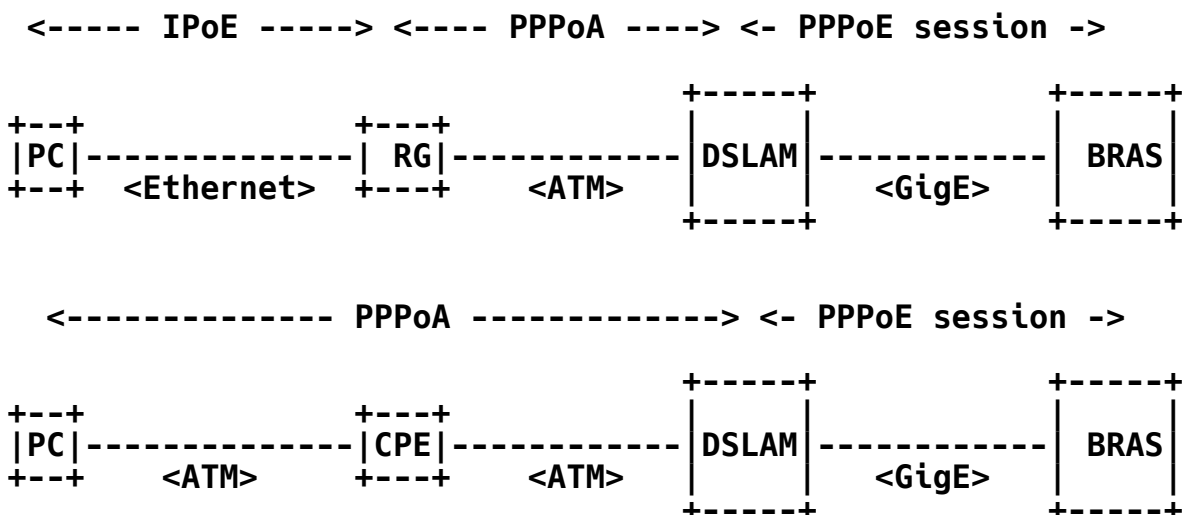 <----- IPoE -----> <---- PPPoA ----> <- PPPoE session ->
+-----+ +-----+
+--+ +---+ | | | |
|PC|--------------| RG|------------|DSLAM|------------| BRAS|
+--+ <Ethernet> +---+ <ATM> | | <GigE> | |
+-----+ +-----+
<-------------- PPPoA -------------> <- PPPoE session ->
+-----+ +-----+
+--+ +---+ | | | |
|PC|--------------|CPE|------------|DSLAM|------------| BRAS|
+--+ <ATM> +---+ <ATM> | | <GigE> | |
+-----+ +-----+